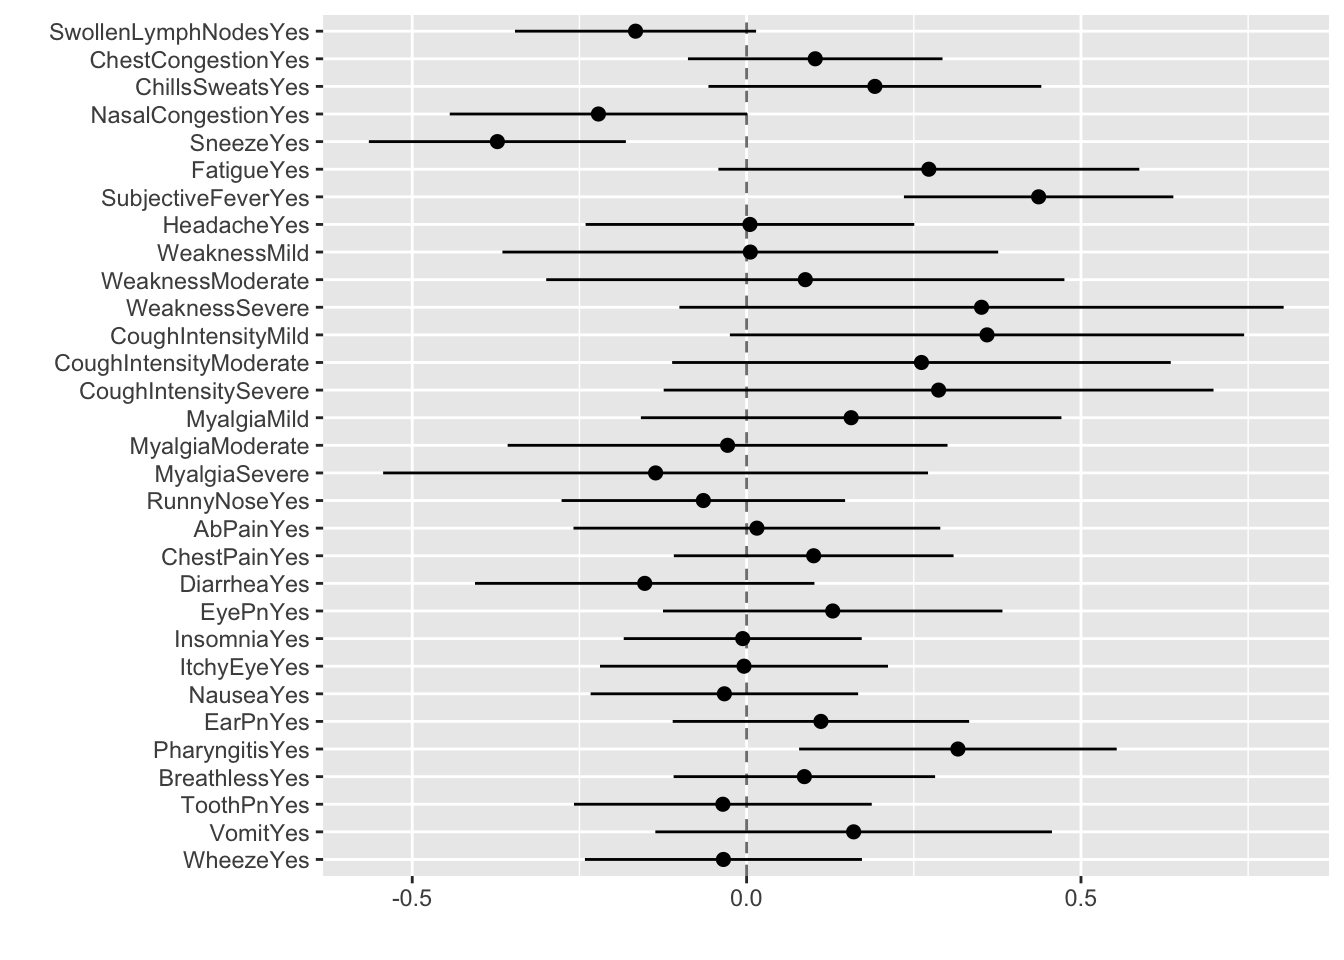 SwollenLymphNodesYes
ChestCongestionYes
ChillsSweatsYes
NasalCongestionYes
SneezeYes
FatigueYes
SubjectiveFeverYes
HeadacheYes
WeaknessMild
WeaknessModerate
WeaknessSevere
CoughIntensityMild
CoughIntensityModerate
CoughIntensitySevere
MyalgiaMild
MyalgiaModerate
MyalgiaSevere
RunnyNoseYes
AbPainYes
ChestPainYes
DiarrheaYes
EyePnYes
InsomniaYes
ItchyEyeYes
NauseaYes
EarPnYes
PharyngitisYes
BreathlessYes
ToothPnYes
VomitYes
WheezeYes
-0.5 0.0 0.5